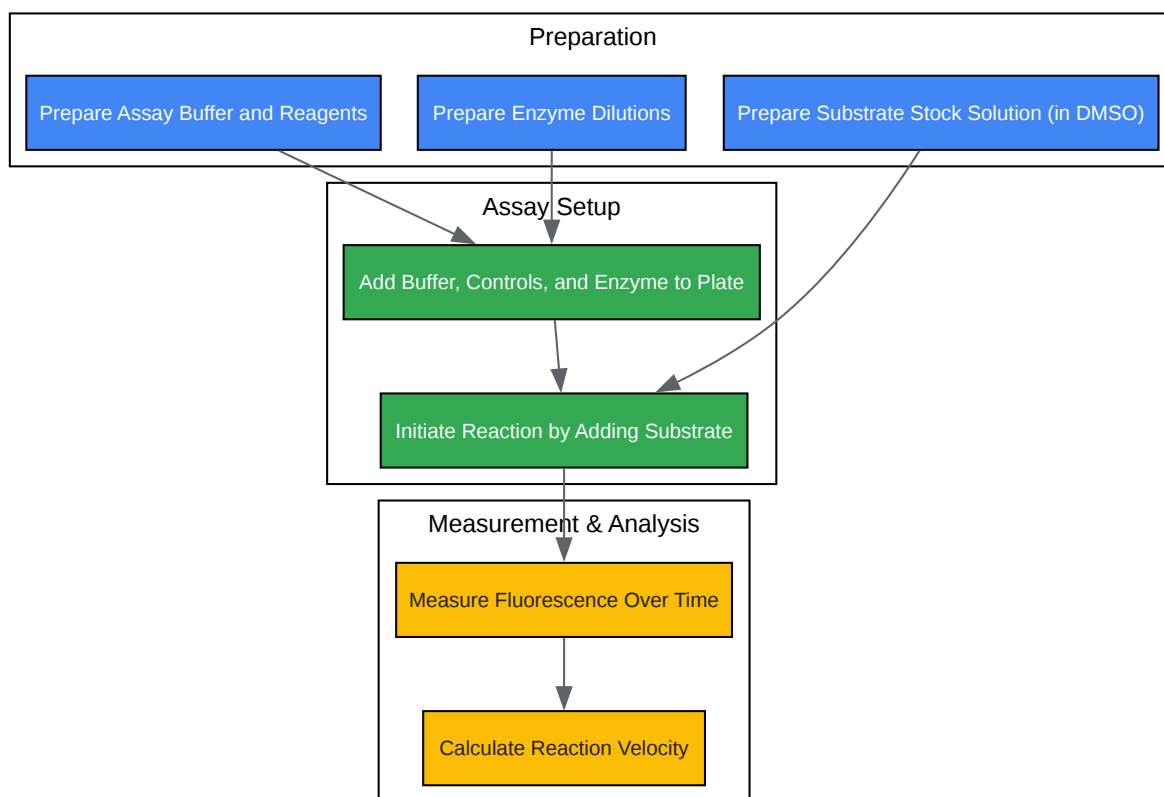 Preparation
Prepare Assay Buffer and Reagents
Prepare Enzyme Dilutions
Prepare Substrate Stock Solution (in DMSO)
Assay Setup
Add Buffer, Controls, and Enzyme to Plate
Initiate Reaction by Adding Substrate
Measurement & Analysis
Measure Fluorescence Over Time
Calculate Reaction Velocity